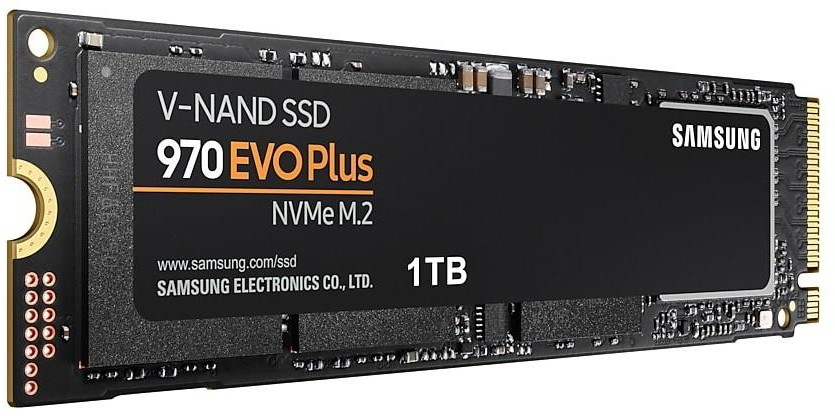 V-NAND SSD
970 EVO Plus
NVMe M.2
www.samsung.com/ssd
SAMSUNG ELECTRONICS CO., LTD.
1TB
SAMSUNG